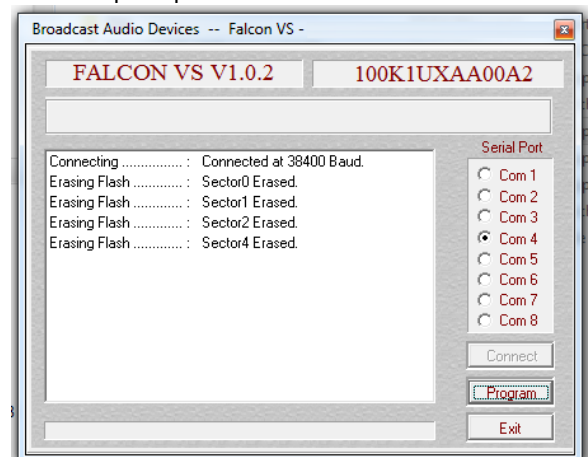 Broadcast Audio Devices -- Falcon VS -
FALCON VS V1.0.2
100K1UXAA00A2
Connecting ............... : Connected at 38400 Baud.
Erasing Flash ............. : Sector0 Erased.
Erasing Flash ............. : Sector1 Erased.
Erasing Flash ............. : Sector2 Erased.
Erasing Flash ............. : Sector4 Erased.
Serial Port
Com 1
Com 2
Com 3
Com 4
Com 5
Com 6
Com 7
Com 8
Connect
Program
Exit